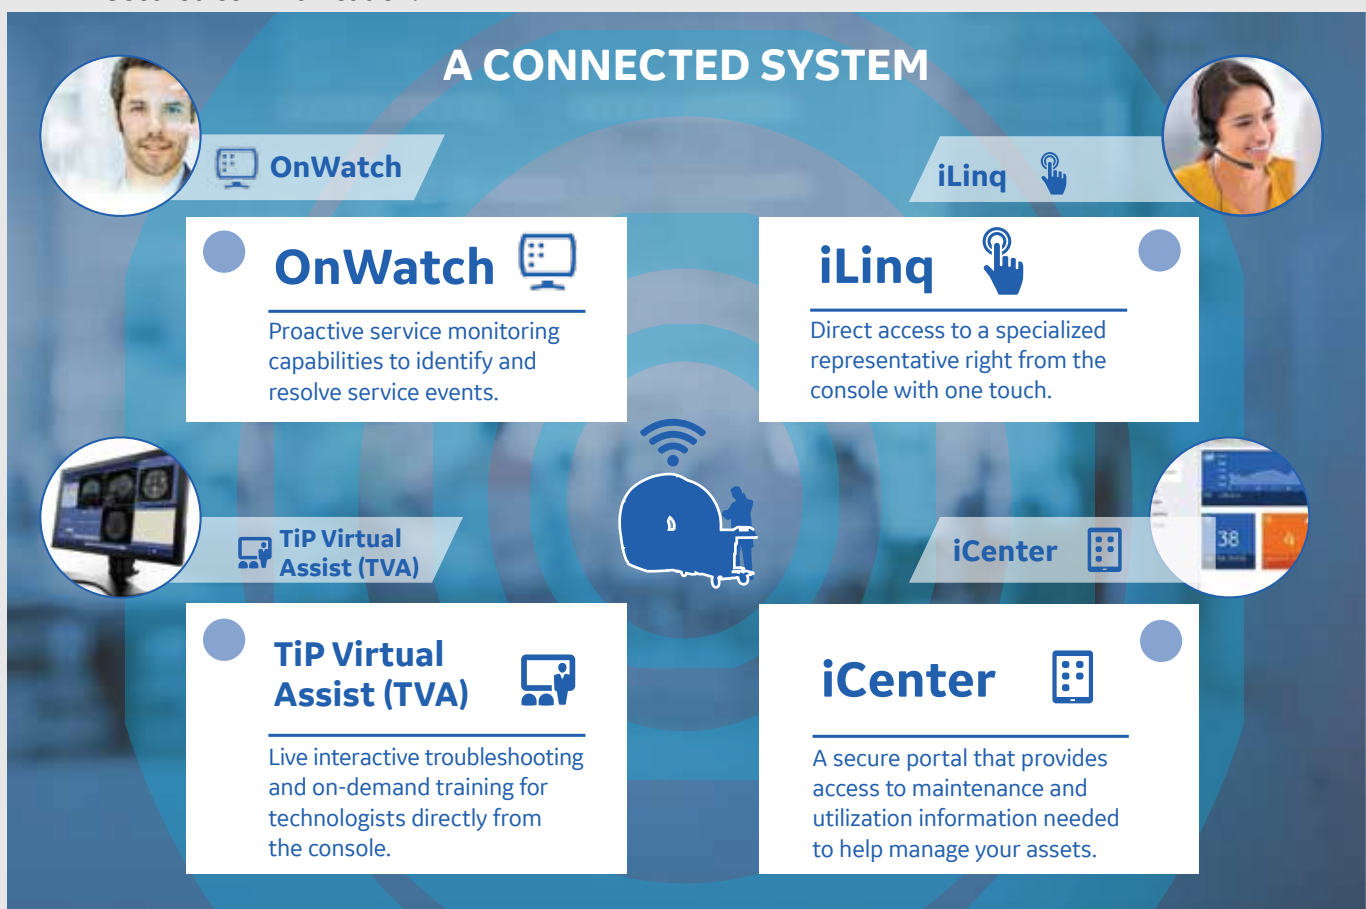 A CONNECTED SYSTEM
OnWatch
iLinq
OnWatch
Proactive service monitoring
capabilities to identify and
resolve service events.
iLinq
Direct access to a specialized
representative right from the
console with one touch.
TiP Virtual
Assist (TVA)
iCenter
38
4
TiP Virtual
Assist (TVA)
Live interactive troubleshooting
and on-demand training for
technologists directly from
the console.
iCenter
A secure portal that provides
access to maintenance and
utilization information needed
to help manage your assets.